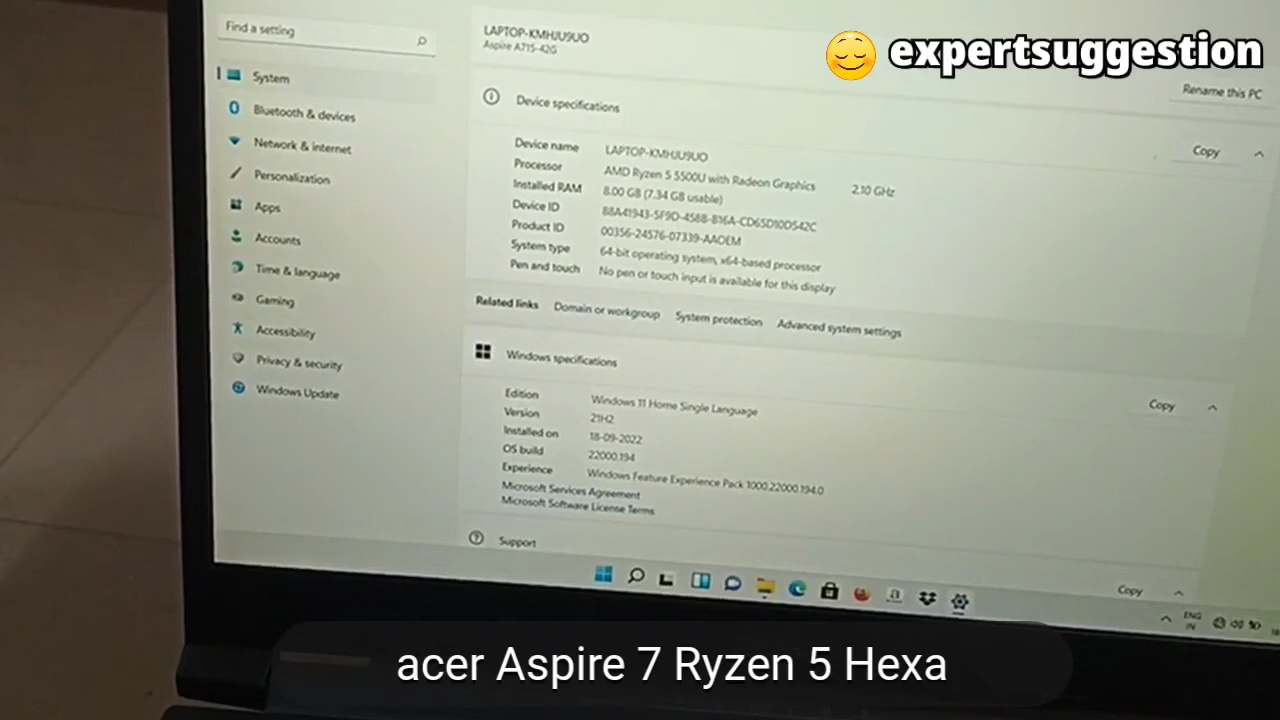 expertsuggestion
Find a setting
System
Bluetooth & devices
Network & internet
Personalization
Apps
Accounts
Time & language
Gaming
Accessibility
Privacy & security
Windows Update
LAPTOP-KMHJU9UO
Aspire A715-42G
Rename this PC
Device specifications
Copy
Device name LAPTOP-KMHJU9UO
Processor AMD Ryzen 5 5500U with Radeon Graphics 2.10 GHz
Installed RAM 8.00 GB (7.34 GB usable)
Device ID 88A41943-5F9D-4588-B16A-CD65D10D542C
Product ID 00356-24576-07339-AAOEM
System type 64-bit operating system, x64-based processor
Pen and touch No pen or touch input is available for this display
Related links Domain or workgroup System protection Advanced system settings
Windows specifications
Copy
Edition Windows 11 Home Single Language
Version 21H2
Installed on 18-09-2022
OS build 22000.194
Experience Windows Feature Experience Pack 1000.22000.194.0
Microsoft Services Agreement
Microsoft Software License Terms
Support
Copy
ENG
IN
acer Aspire 7 Ryzen 5 Hexa